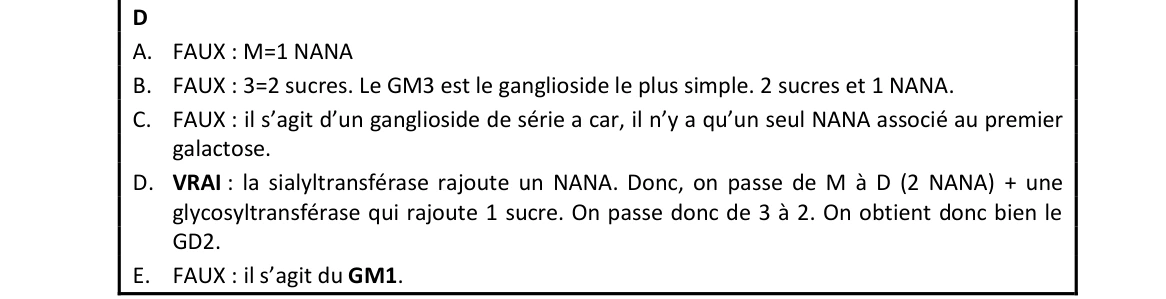 D
A. FAUX : M=1 NANA
B. FAUX : 3=2 sucres. Le GM3 est le ganglioside le plus simple. 2 sucres et 1 NANA.
C. FAUX : il s’agit d’un ganglioside de série a car, il n’y a qu’un seul NANA associé au premier
galactose.
D. VRAI : la sialyltransférase rajoute un NANA. Donc, on passe de M à D (2 NANA) + une
glycosyltransférase qui rajoute 1 sucre. On passe donc de 3 à 2. On obtient donc bien le
GD2.
E. FAUX : il s’agit du GM1.